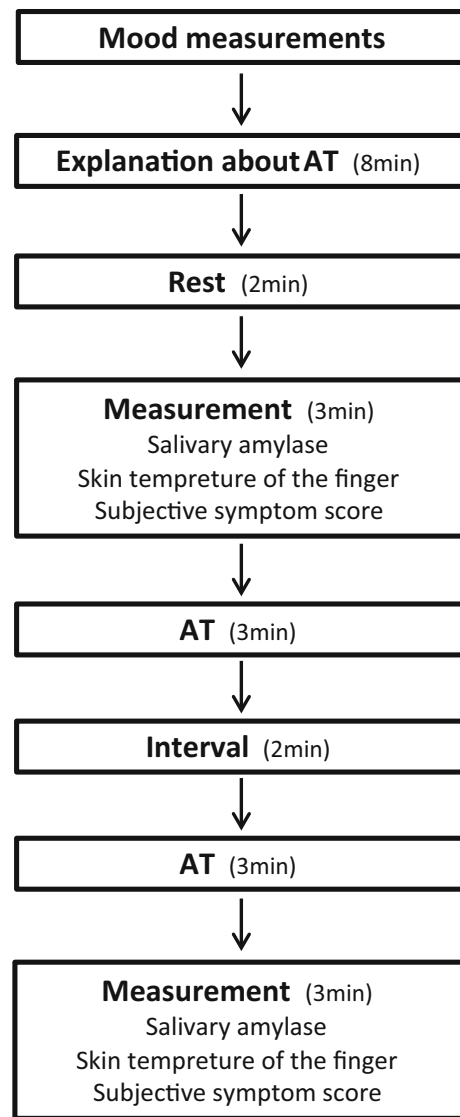 Mood measurements
Explanation about AT (8min)
Rest (2min)
Measurement (3min)
Salivary amylase
Skin tempreture of the finger
Subjective symptom score
AT (3min)
Interval (2min)
AT (3min)
Measurement (3min)
Salivary amylase
Skin tempreture of the finger
Subjective symptom score